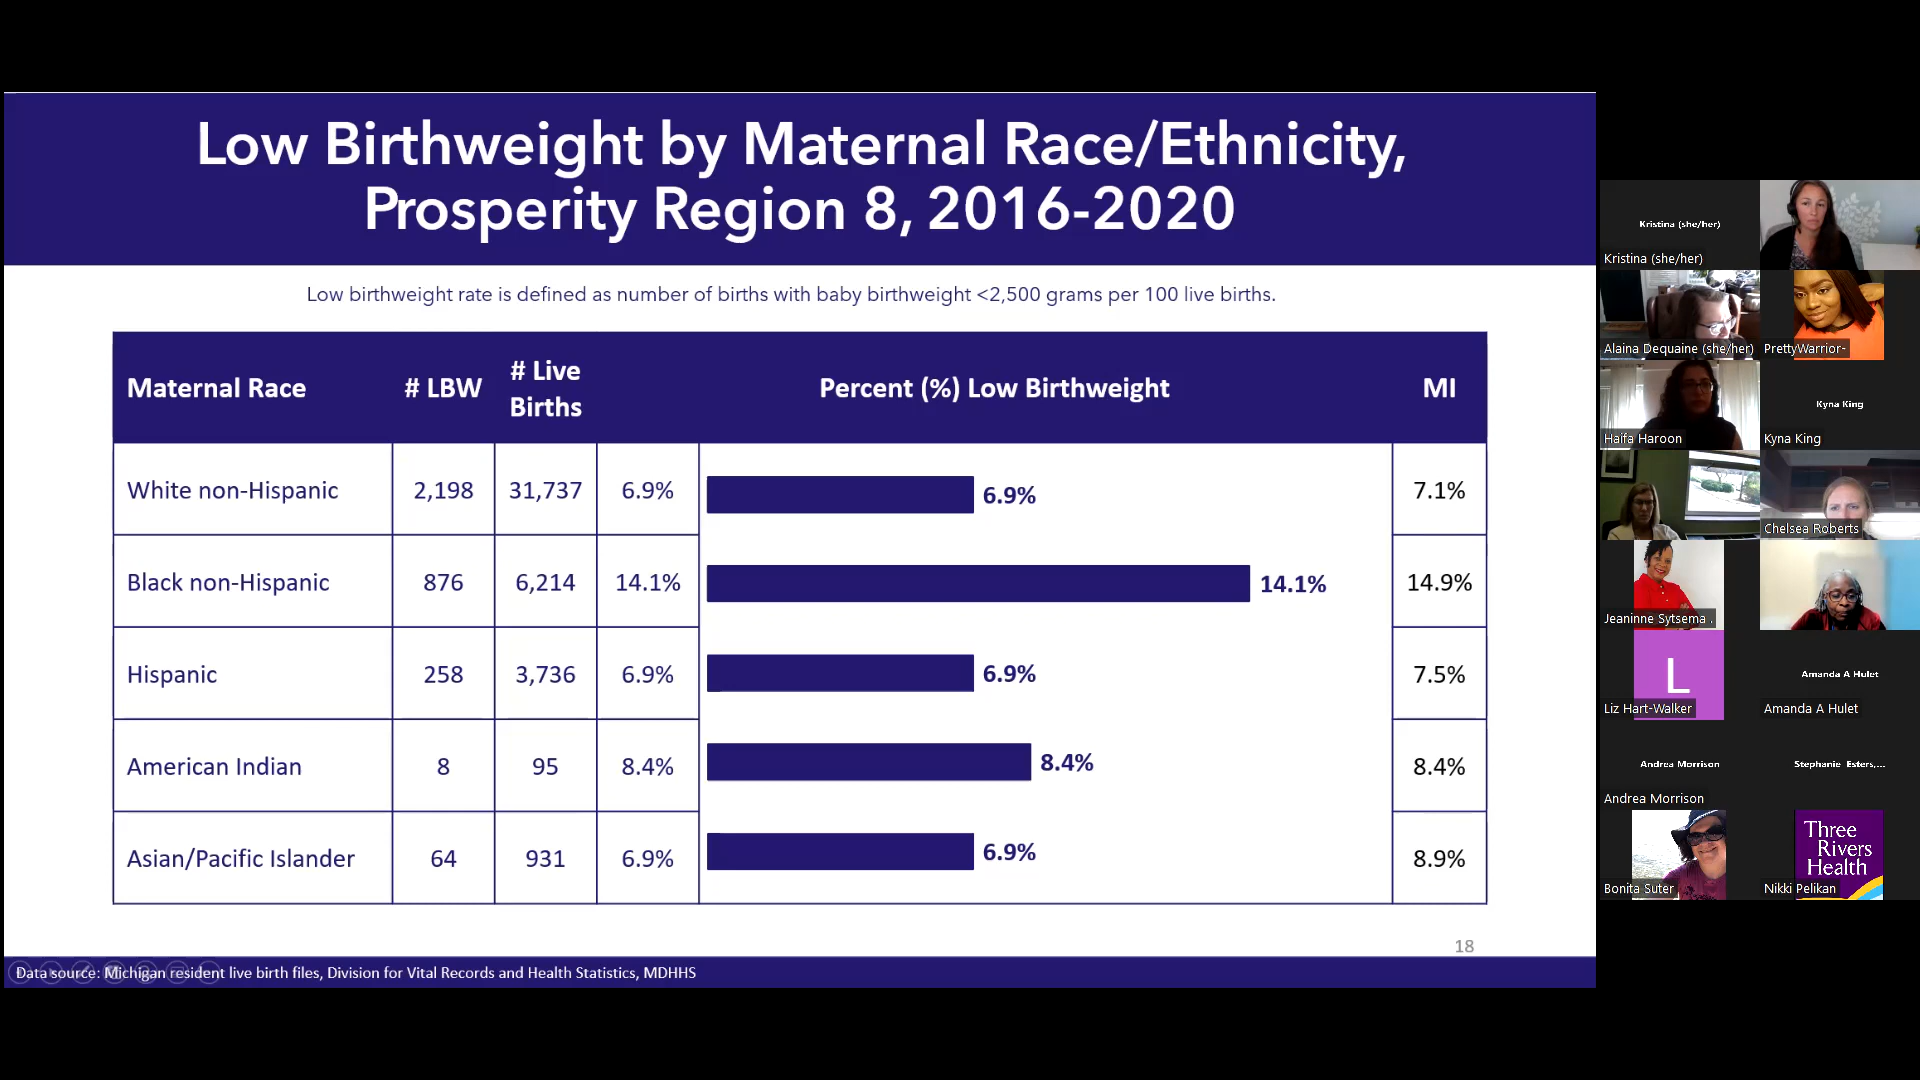 Low Birthweight by Maternal Race/Ethnicity,
Prosperity Region 8, 2016-2020
Low birthweight rate is defined as number of births with baby birthweight <2,500 grams per 100 live births.
Maternal Race # LBW # Live Births Percent (%) Low Birthweight MI
White non-Hispanic 2,198 31,737 6.9% 6.9% 7.1%
Black non-Hispanic 876 6,214 14.1% 14.1% 14.9%
Hispanic 258 3,736 6.9% 6.9% 7.5%
American Indian 8 95 8.4% 8.4% 8.4%
Asian/Pacific Islander 64 931 6.9% 6.9% 8.9%
18
Data source: Michigan resident live birth files, Division for Vital Records and Health Statistics, MDHHS
Kristina (she/her)
Kristina (she/her)
Alaina Dequaine (she/her)
PrettyWarrior-
Haifa Haroon
Kyna King
Kyna King
Chelsea Roberts
Jeaninne Sytsema .
L
Liz Hart-Walker
Amanda A Hulet
Amanda A Hulet
Andrea Morrison
Andrea Morrison
Stephanie Esters,...
Bonita Suter
Three
Rivers
Health
Nikki Pelikan